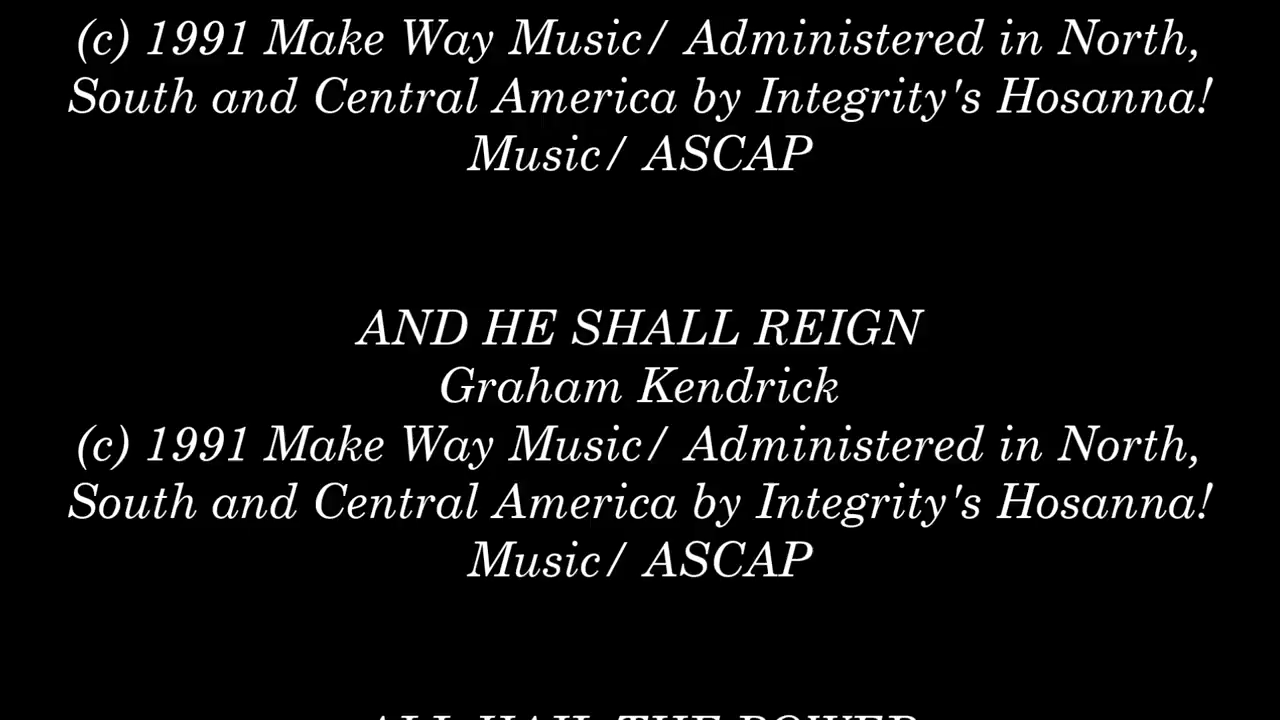 (c) 1991 Make Way Music/ Administered in North,
South and Central America by Integrity's Hosanna!
Music/ ASCAP
AND HE SHALL REIGN
Graham Kendrick
(c) 1991 Make Way Music/ Administered in North,
South and Central America by Integrity's Hosanna!
Music/ ASCAP
ALL HAIL THE POWER